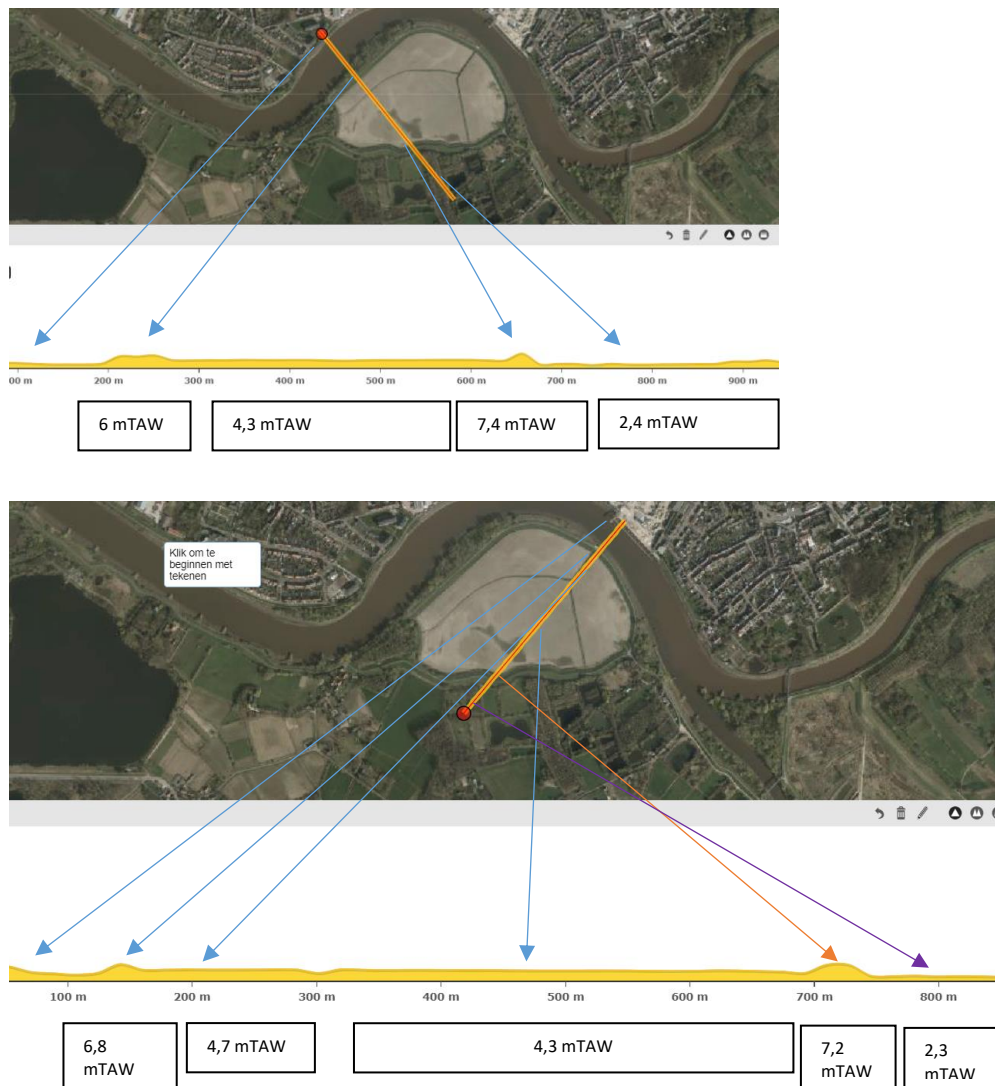 00 m 200 m 300 m 400 m 500 m 600 m 700 m 800 m 900 m
6 mTAW 4,3 mTAW 7,4 mTAW 2,4 mTAW
Klik om te
beginnen met
tekenen
100 m 200 m 300 m 400 m 500 m 600 m 700 m 800 m
6,8 4,7 mTAW 4,3 mTAW 7,2 2,3
mTAW mTAW mTAW